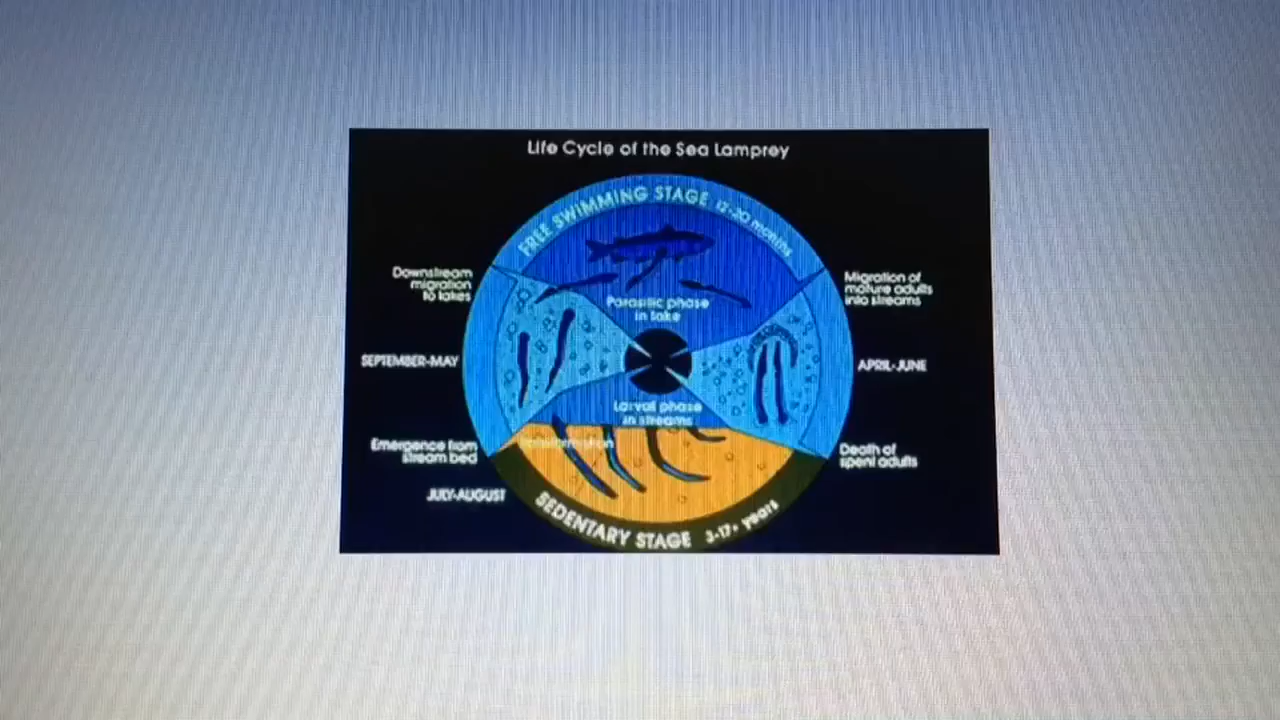 Life Cycle of the Sea Lamprey
FREE SWIMMING STAGE 12-20 months
Downstream
migration
to lakes
Migration of
mature adults
into streams
Parasitic phase
in lake
SEPTEMBER-MAY
APRIL-JUNE
Larval phase
in streams
Transformation
Emergence from
stream bed
Death of
spent adults
JULY-AUGUST
SEDENTARY STAGE 3-17+ years